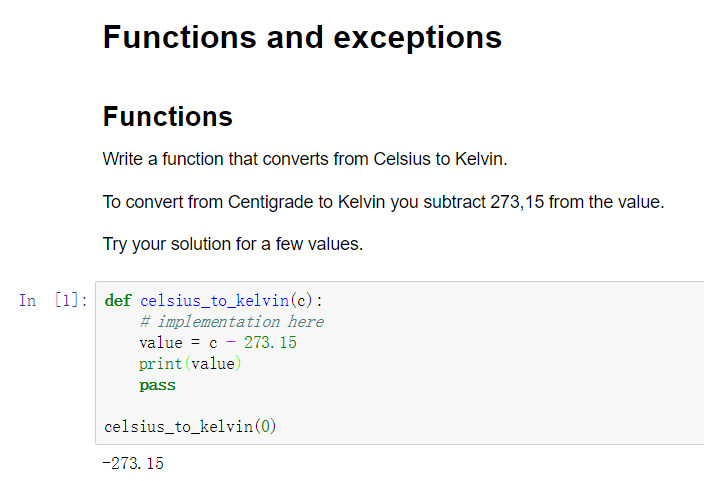 Functions and exceptions
Functions
Write a function that converts from Celsius to Kelvin.
To convert from Centigrade to Kelvin you subtract 273,15 from the value.
Try your solution for a few values.
In [1]: def celsius_to_kelvin(c):
    # implementation here
    value = c - 273.15
    print(value)
    pass
celsius_to_kelvin(0)
-273.15